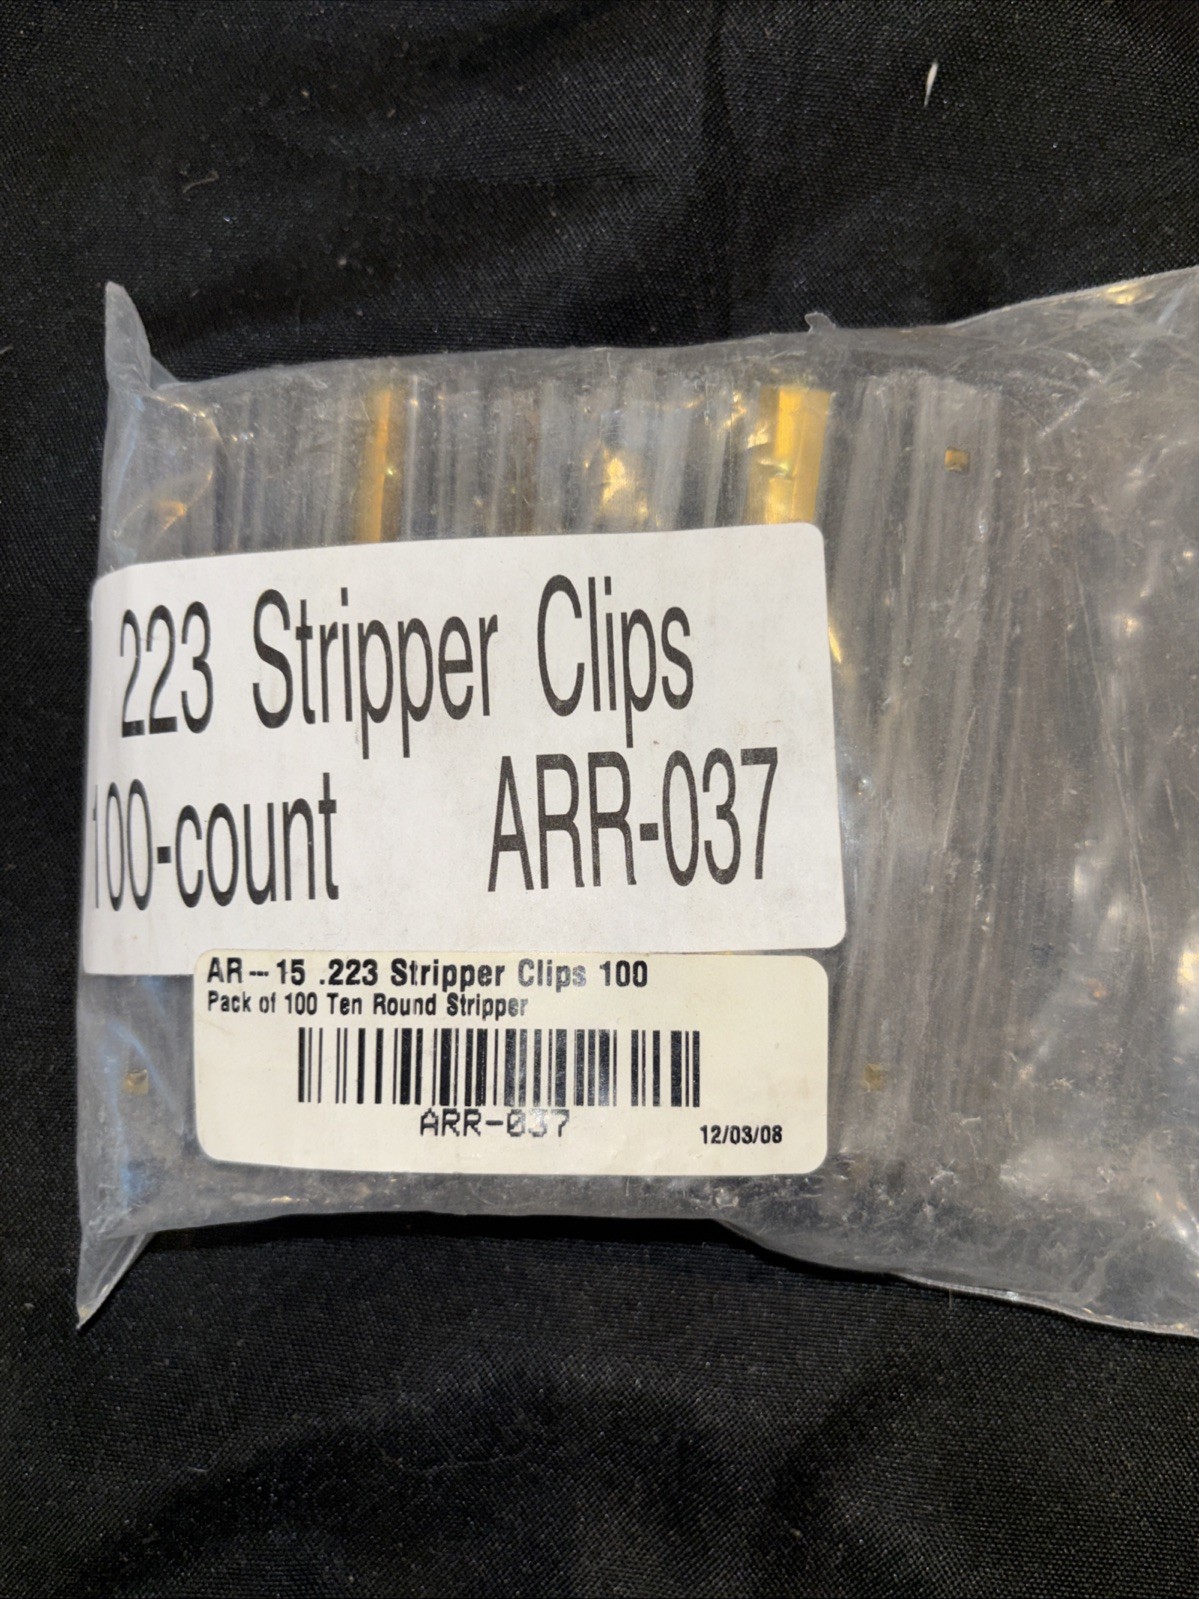 223 Stripper Clips
100-count ARR-037
AR--15 .223 Stripper Clips 100
Pack of 100 Ten Round Stripper
ARR-037
12/03/08